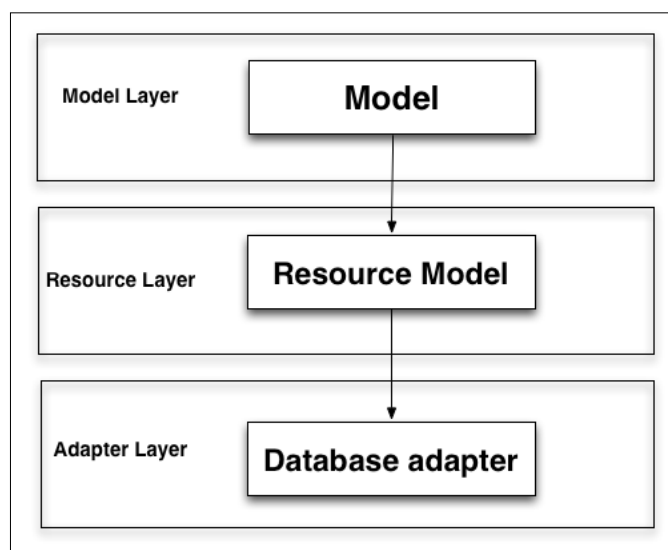 Model Layer
Model
Resource Layer
Resource Model
Adapter Layer
Database adapter